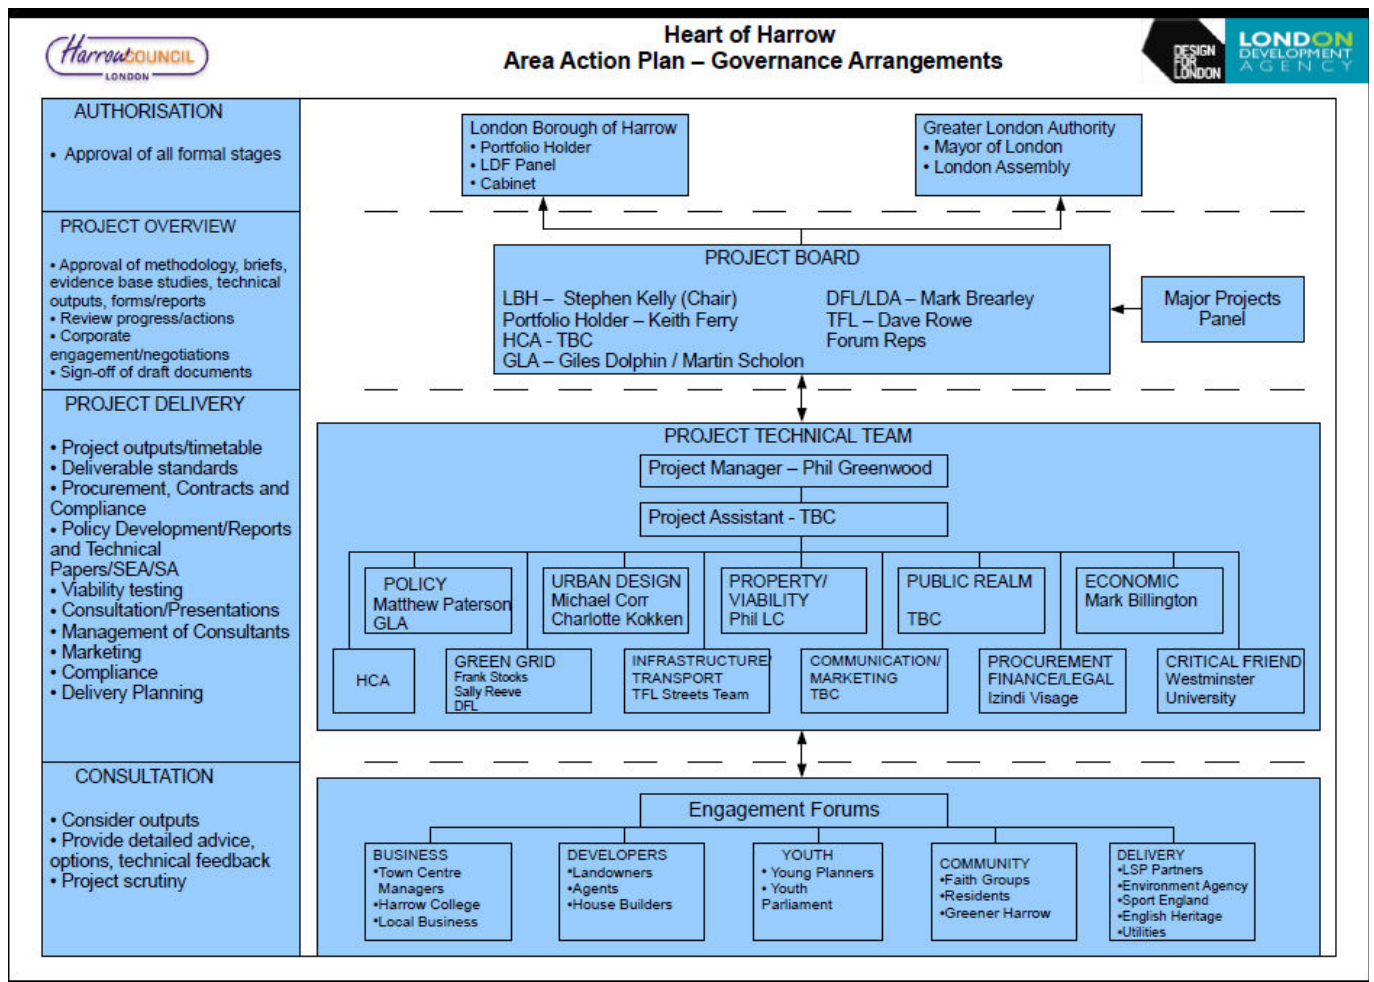 HarrowCOUNCIL
LONDON
Heart of Harrow
Area Action Plan – Governance Arrangements
DESIGN
FOR
LONDON
LONDON
DEVELOPMENT
AGENCY
AUTHORISATION
• Approval of all formal stages
London Borough of Harrow
• Portfolio Holder
• LDF Panel
• Cabinet
Greater London Authority
• Mayor of London
• London Assembly
PROJECT OVERVIEW
• Approval of methodology, briefs,
evidence base studies, technical
outputs, forms/reports
• Review progress/actions
• Corporate
engagement/negotiations
• Sign-off of draft documents
PROJECT BOARD
LBH – Stephen Kelly (Chair)
Portfolio Holder – Keith Ferry
HCA - TBC
GLA – Giles Dolphin / Martin Scholon
DFL/LDA – Mark Brearley
TFL – Dave Rowe
Forum Reps
Major Projects
Panel
PROJECT DELIVERY
• Project outputs/timetable
• Deliverable standards
• Procurement, Contracts and
Compliance
• Policy Development/Reports
and Technical
Papers/SEA/SA
• Viability testing
• Consultation/Presentations
• Management of Consultants
• Marketing
• Compliance
• Delivery Planning
PROJECT TECHNICAL TEAM
Project Manager – Phil Greenwood
Project Assistant - TBC
POLICY
Matthew Paterson
GLA
URBAN DESIGN
Michael Corr
Charlotte Kokken
PROPERTY/
VIABILITY
Phil LC
PUBLIC REALM
TBC
ECONOMIC
Mark Billington
HCA
GREEN GRID
Frank Stocks
Sally Reeve
DFL
INFRASTRUCTURE/
TRANSPORT
TFL Streets Team
COMMUNICATION/
MARKETING
TBC
PROCUREMENT
FINANCE/LEGAL
Izindi Visage
CRITICAL FRIEND
Westminster
University
CONSULTATION
• Consider outputs
• Provide detailed advice,
options, technical feedback
• Project scrutiny
Engagement Forums
BUSINESS
•Town Centre
Managers
•Harrow College
•Local Business
DEVELOPERS
•Landowners
•Agents
•House Builders
YOUTH
• Young Planners
• Youth
Parliament
COMMUNITY
•Faith Groups
•Residents
•Greener Harrow
DELIVERY
•LSP Partners
•Environment Agency
•Sport England
•English Heritage
•Utilities